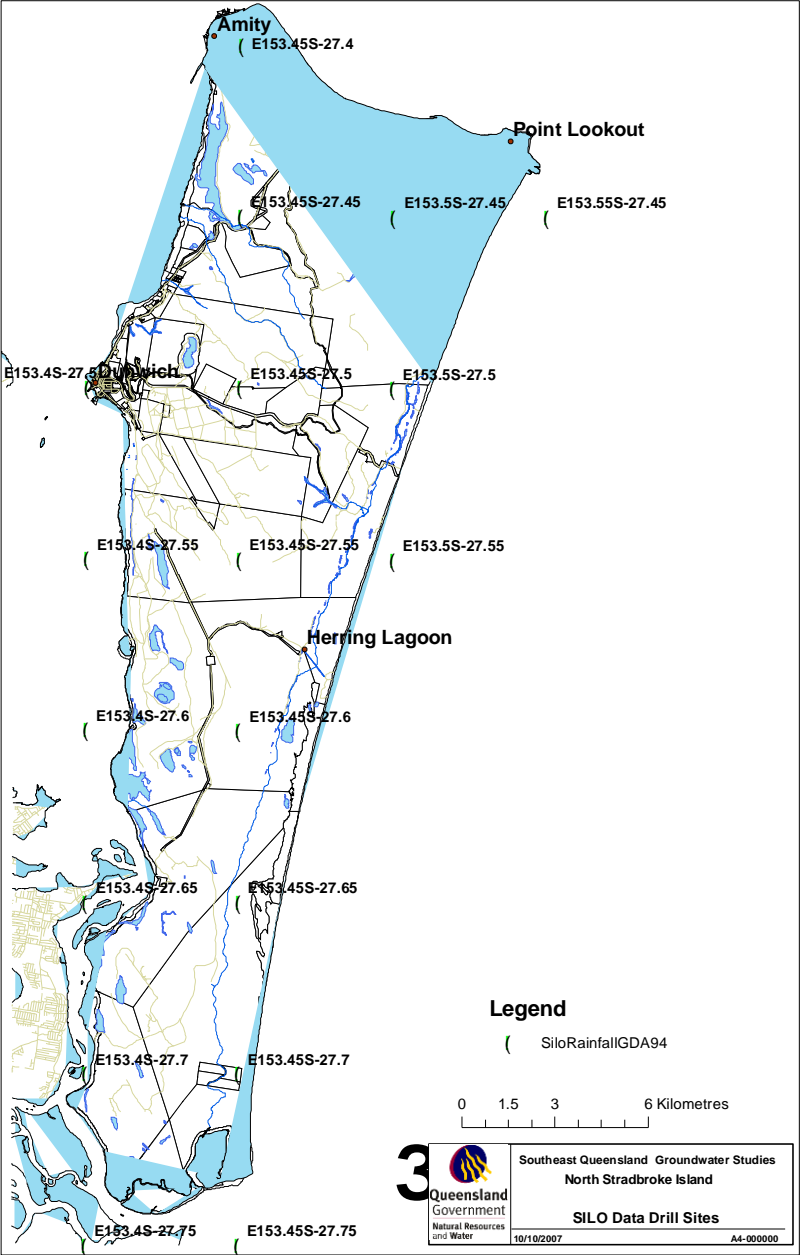 Amity
E153.45S-27.4
Point Lookout
E153.45S-27.45
E153.5S-27.45
E153.55S-27.45
E153.4S-27.5
Dunwich
E153.45S-27.5
E153.5S-27.5
E153.4S-27.55
E153.45S-27.55
E153.5S-27.55
Herring Lagoon
E153.4S-27.6
E153.45S-27.6
E153.4S-27.65
E153.45S-27.65
Legend
SiloRainfallGDA94
E153.4S-27.7
E153.45S-27.7
0 1.5 3 6 Kilometres
3
Queensland
Government
Natural Resources
and Water
Southeast Queensland Groundwater Studies
North Stradbroke Island
SILO Data Drill Sites
10/10/2007
A4-000000
E153.4S-27.75
E153.45S-27.75